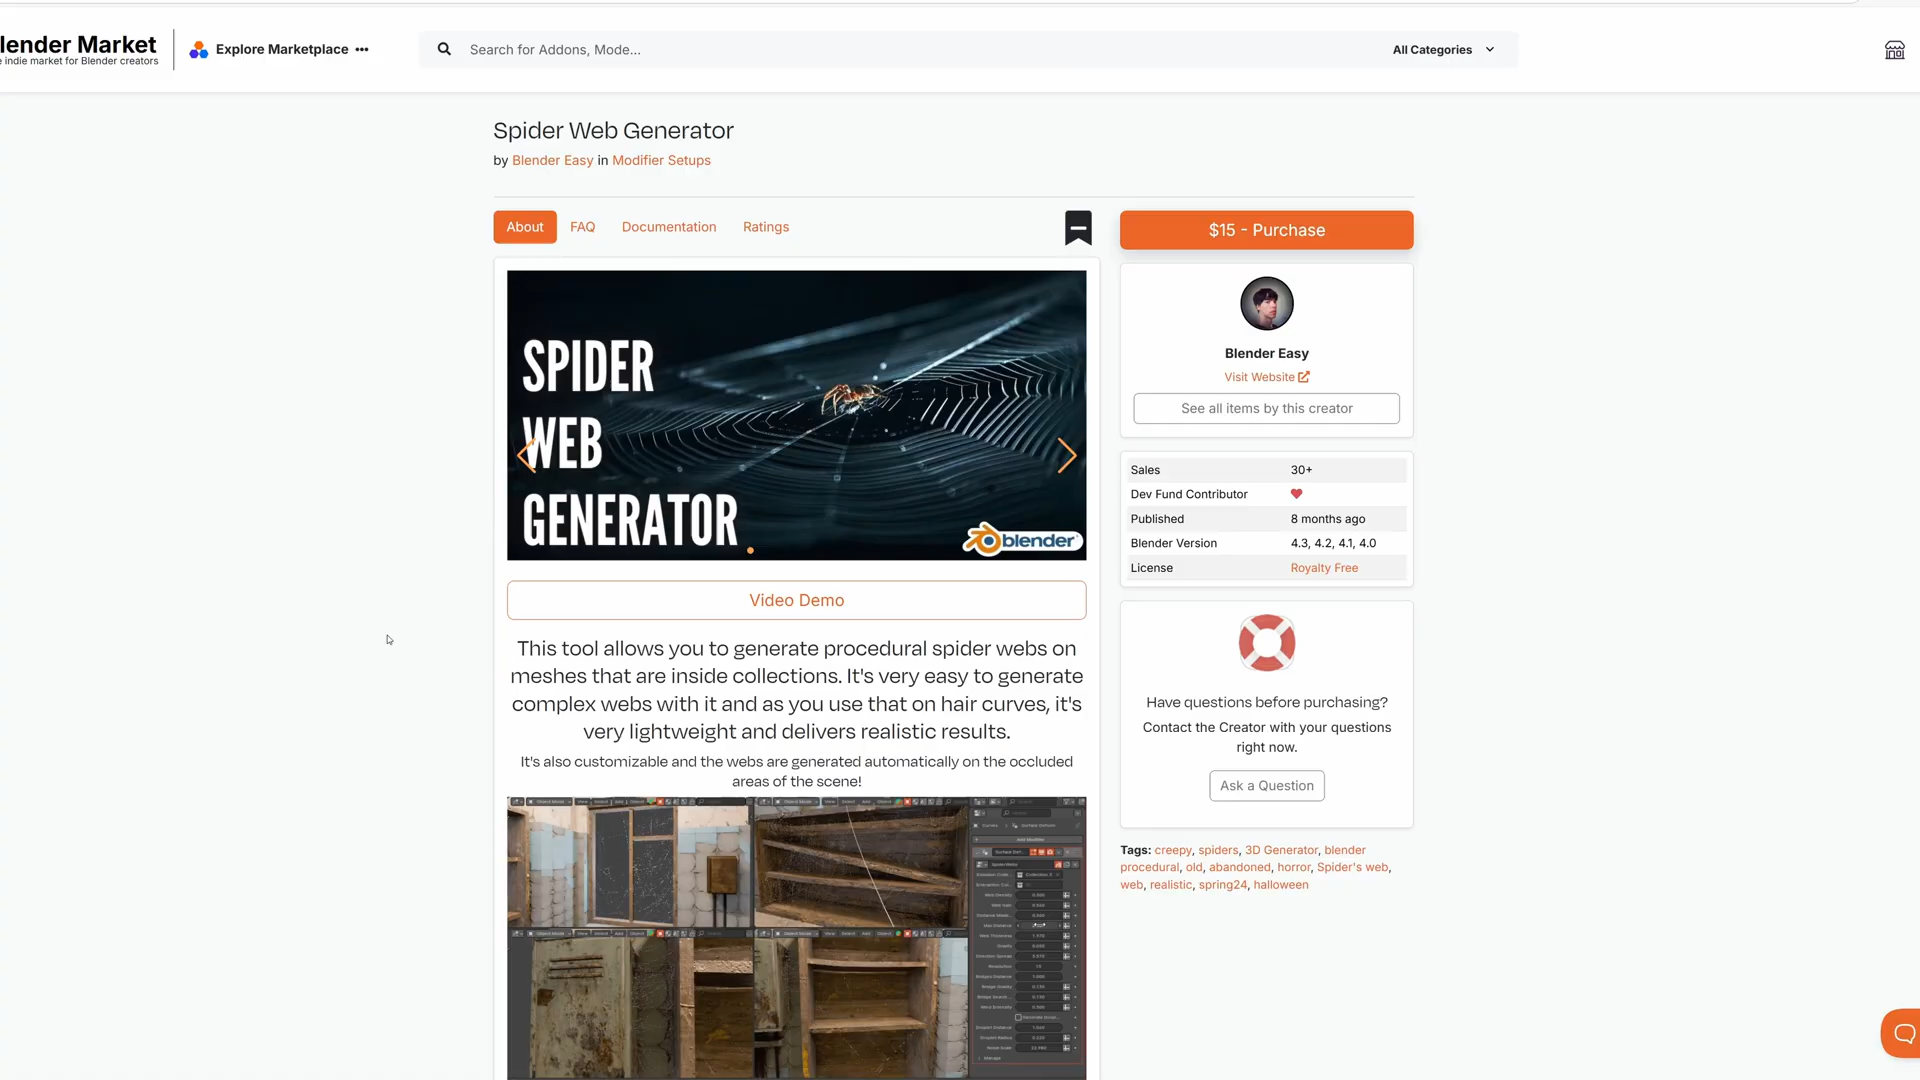 lender Market
e indie market for Blender creators
Explore Marketplace •••
Search for Addons, Mode...
All Categories
Spider Web Generator
by Blender Easy in Modifier Setups
About
FAQ
Documentation
Ratings
$15 - Purchase
SPIDER
WEB
GENERATOR
blender
Blender Easy
Visit Website
See all items by this creator
Sales 30+
Dev Fund Contributor
Published 8 months ago
Blender Version 4.3, 4.2, 4.1, 4.0
License Royalty Free
Video Demo
This tool allows you to generate procedural spider webs on
meshes that are inside collections. It's very easy to generate
complex webs with it and as you use that on hair curves, it's
very lightweight and delivers realistic results.
It's also customizable and the webs are generated automatically on the occluded
areas of the scene!
Have questions before purchasing?
Contact the Creator with your questions
right now.
Ask a Question
Tags: creepy, spiders, 3D Generator, blender
procedural, old, abandoned, horror, Spider's web,
web, realistic, spring24, halloween